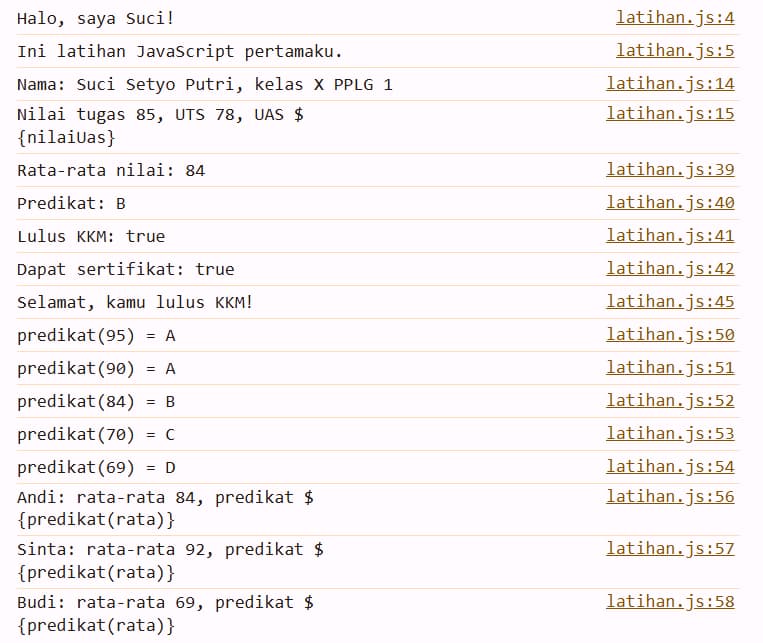 Halo, saya Suci! latihan.js:4
Ini latihan JavaScript pertamaku. latihan.js:5
Nama: Suci Setyo Putri, kelas X PPLG 1 latihan.js:14
Nilai tugas 85, UTS 78, UAS $ latihan.js:15
{nilaiUas}
Rata-rata nilai: 84 latihan.js:39
Predikat: B latihan.js:40
Lulus KKM: true latihan.js:41
Dapat sertifikat: true latihan.js:42
Selamat, kamu lulus KKM! latihan.js:45
predikat(95) = A latihan.js:50
predikat(90) = A latihan.js:51
predikat(84) = B latihan.js:52
predikat(70) = C latihan.js:53
predikat(69) = D latihan.js:54
Andi: rata-rata 84, predikat $ latihan.js:56
{predikat(rata)}
Sinta: rata-rata 92, predikat $ latihan.js:57
{predikat(rata)}
Budi: rata-rata 69, predikat $ latihan.js:58
{predikat(rata)}